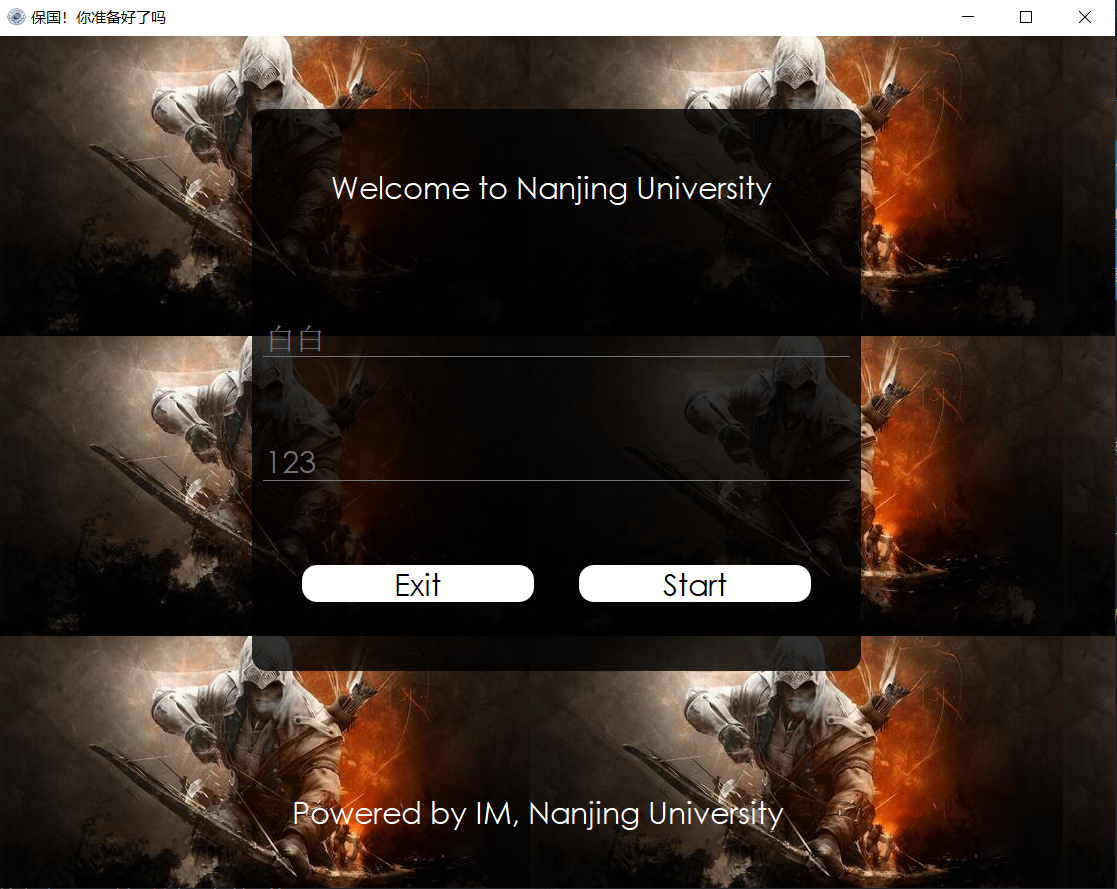 保国！你准备好了吗
Welcome to Nanjing University
白白
123
Exit
Start
Powered by IM, Nanjing University